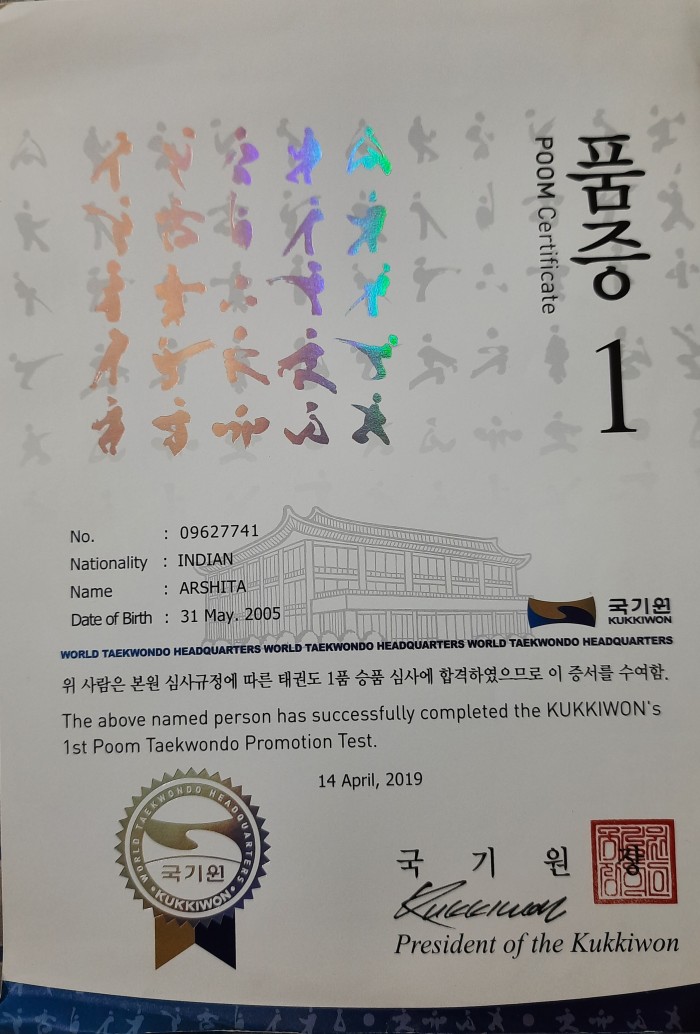 품증
POOM Certificate
1
No. : 09627741
Nationality : INDIAN
Name : ARSHITA
Date of Birth : 31 May. 2005
국기원
KUKKIWON
WORLD TAEKWONDO HEADQUARTERS WORLD TAEKWONDO HEADQUARTERS WORLD TAEKWONDO HEADQUARTERS
위 사람은 본원 심사규정에 따른 태권도 1품 승품 심사에 합격하였으므로 이 증서를 수여함.
The above named person has successfully completed the KUKKIWON's
1st Poom Taekwondo Promotion Test.
14 April, 2019
WORLD TAEKWONDO HEADQUARTERS
국기원
• KUKKIWON •
국 기 원 장
Kukkiwon
President of the Kukkiwon